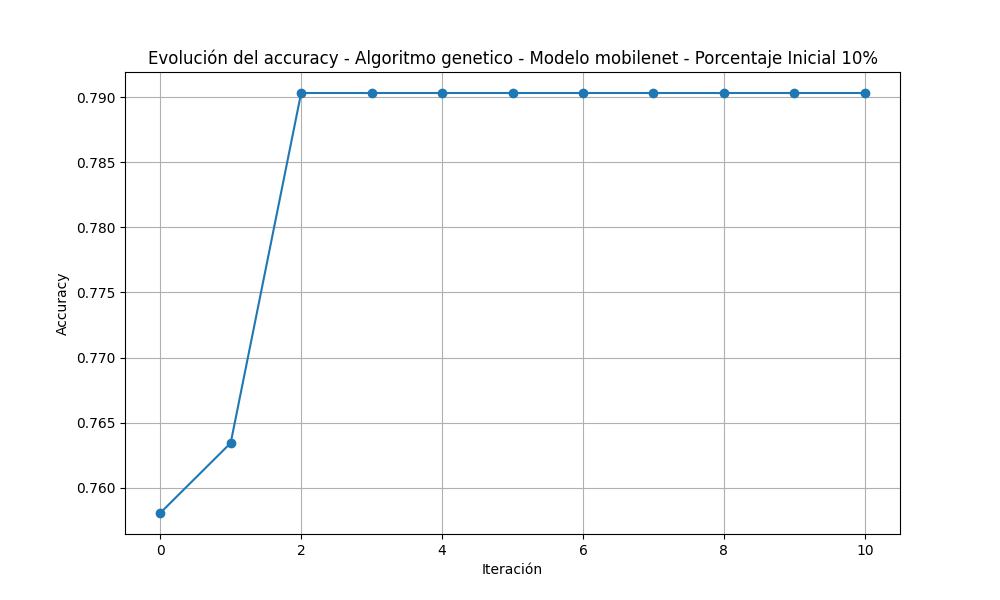 Evolución del accuracy - Algoritmo genetico - Modelo mobilenet - Porcentaje Inicial 10%
0.790
0.785
0.780
0.775
0.770
0.765
0.760
Accuracy
0 2 4 6 8 10
Iteración